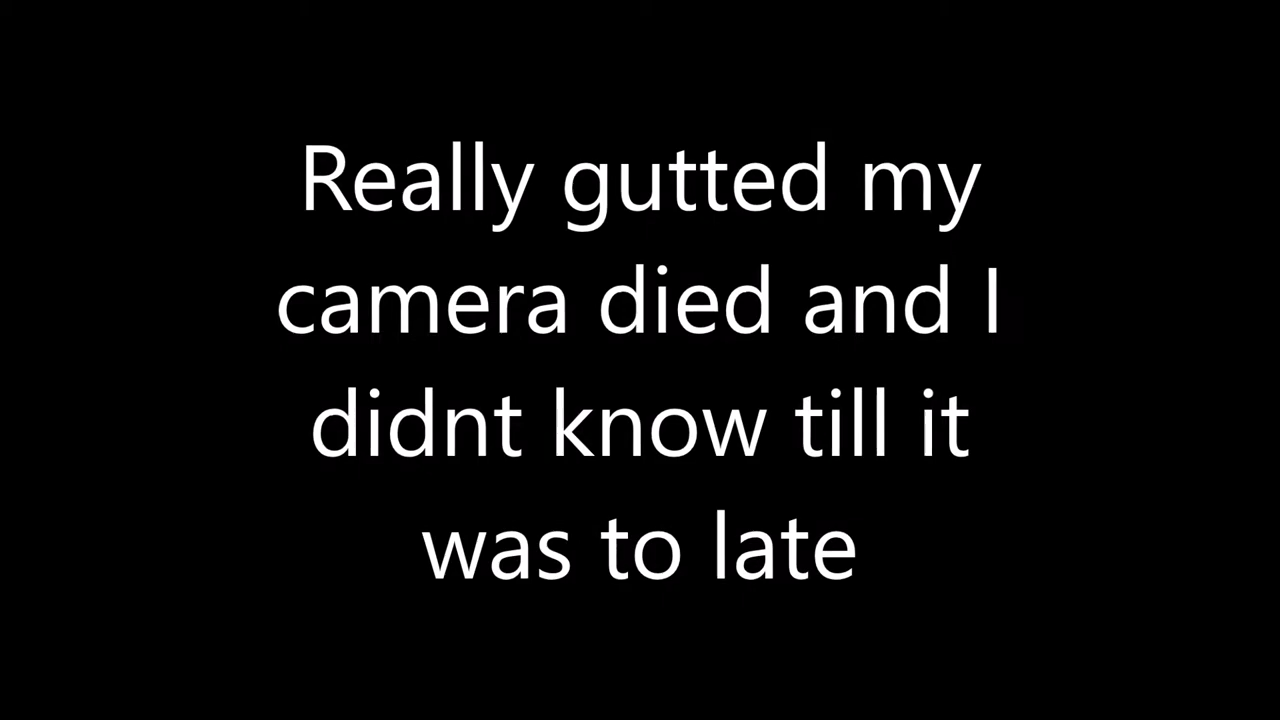 Really gutted my
camera died and I
didnt know till it
was to late